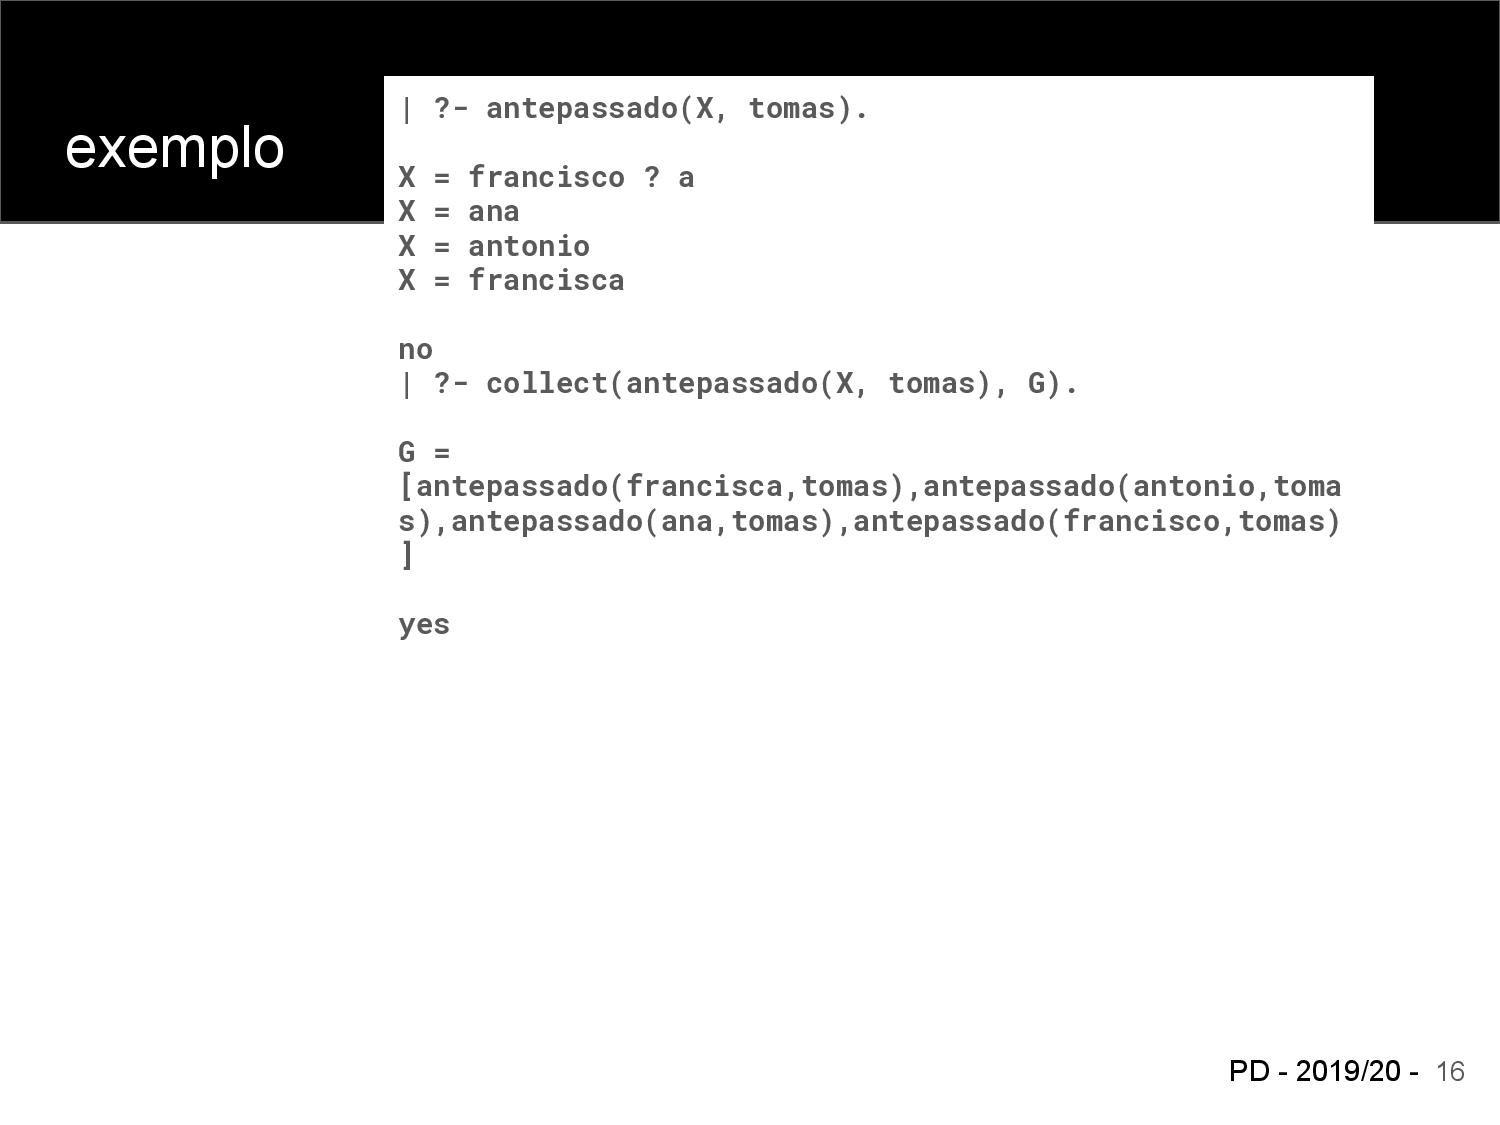 exemplo
| ?- antepassado(X, tomas).
X = francisco ? a
X = ana
X = antonio
X = francisca
no
| ?- collect(antepassado(X, tomas), G).
G =
[antepassado(francisca,tomas),antepassado(antonio,toma
s),antepassado(ana,tomas),antepassado(francisco,tomas)
]
yes
PD - 2019/20 - 16